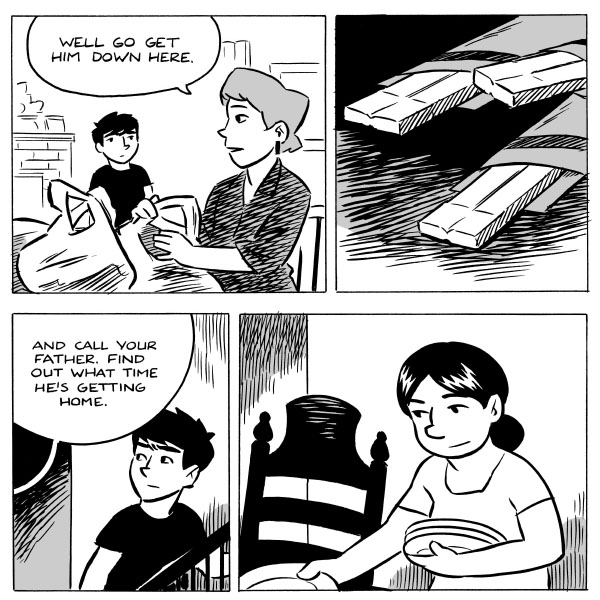 WELL GO GET
HIM DOWN HERE.
AND CALL YOUR
FATHER. FIND
OUT WHAT TIME
HE'S GETTING
HOME.